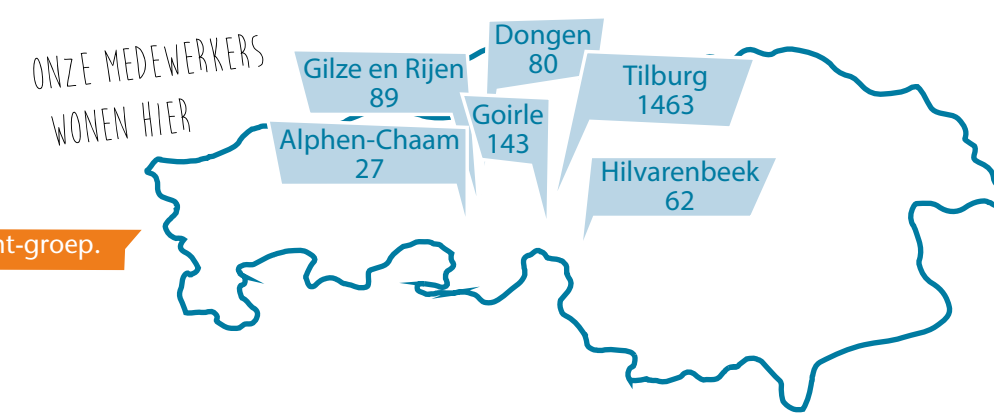 ONZE MEDEWERKERS
WONEN HIER
Dongen
80
Gilze en Rijen
89
Tilburg
1463
Goirle
143
Alphen-Chaam
27
Hilvarenbeek
62
nt-groep.